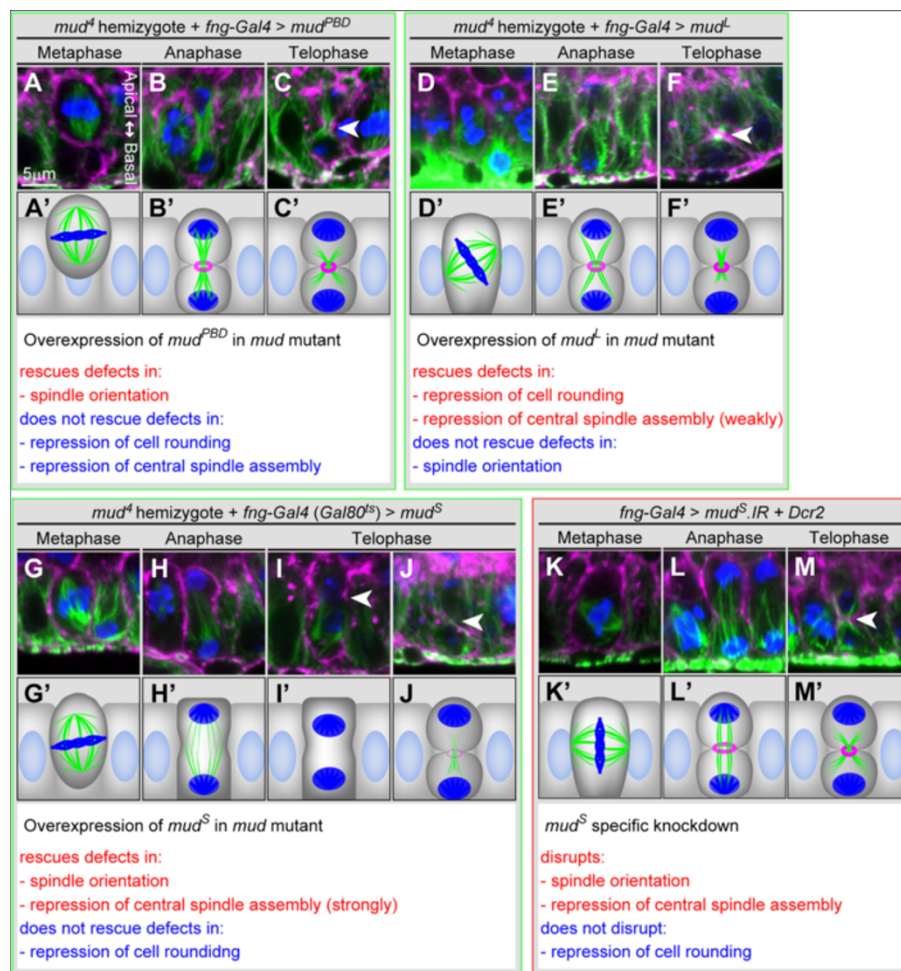 mud4 hemizygote + fng-Gal4 > mudPBD
Metaphase Anaphase Telophase
A B C
Apical ↔ Basal
5μm
A' B' C'
Overexpression of mudPBD in mud mutant
rescues defects in:
- spindle orientation
does not rescue defects in:
- repression of cell rounding
- repression of central spindle assembly
mud4 hemizygote + fng-Gal4 > mudL
Metaphase Anaphase Telophase
D E F
D' E' F'
Overexpression of mudL in mud mutant
rescues defects in:
- repression of cell rounding
- repression of central spindle assembly (weakly)
does not rescue defects in:
- spindle orientation
mud4 hemizygote + fng-Gal4 (Gal80ts) > mudS
Metaphase Anaphase Telophase
G H I J
G' H' I' J
Overexpression of mudS in mud mutant
rescues defects in:
- spindle orientation
- repression of central spindle assembly (strongly)
does not rescue defects in:
- repression of cell roundidng
fng-Gal4 > mudS.IR + Dcr2
Metaphase Anaphase Telophase
K L M
K' L' M'
mudS specific knockdown
disrupts:
- spindle orientation
- repression of central spindle assembly
does not disrupt:
- repression of cell rounding